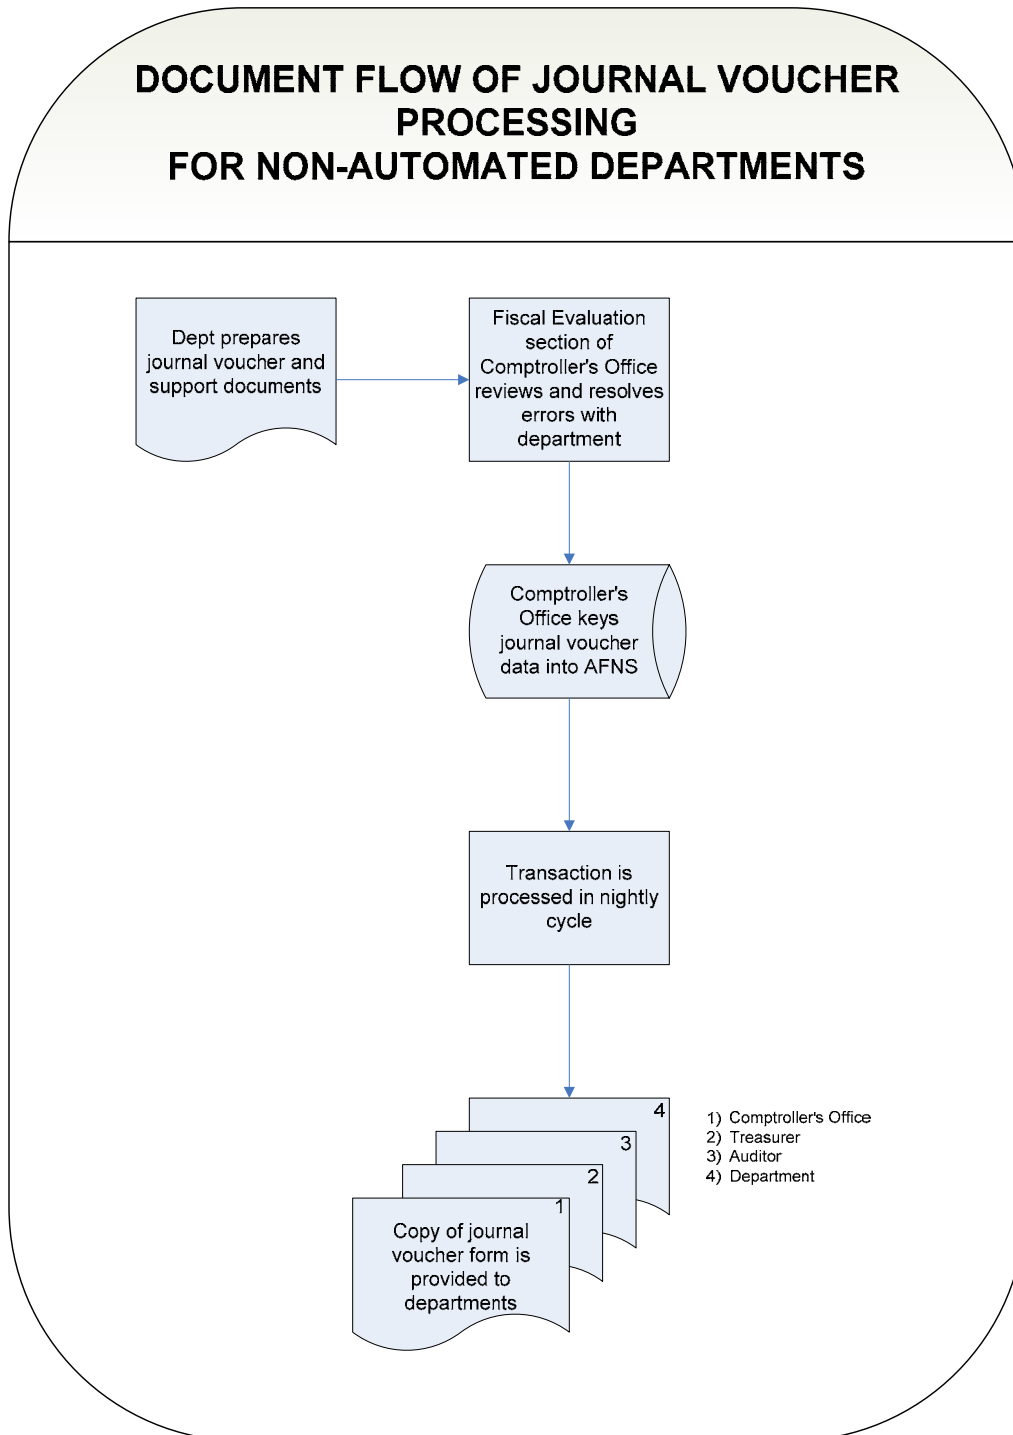 DOCUMENT FLOW OF JOURNAL VOUCHER
PROCESSING
FOR NON-AUTOMATED DEPARTMENTS
Dept prepares
journal voucher and
support documents
Fiscal Evaluation
section of
Comptroller's Office
reviews and resolves
errors with
department
Comptroller's
Office keys
journal voucher
data into AFNS
Transaction is
processed in nightly
cycle
4
3
2
1
Copy of journal
voucher form is
provided to
departments
1) Comptroller's Office
2) Treasurer
3) Auditor
4) Department